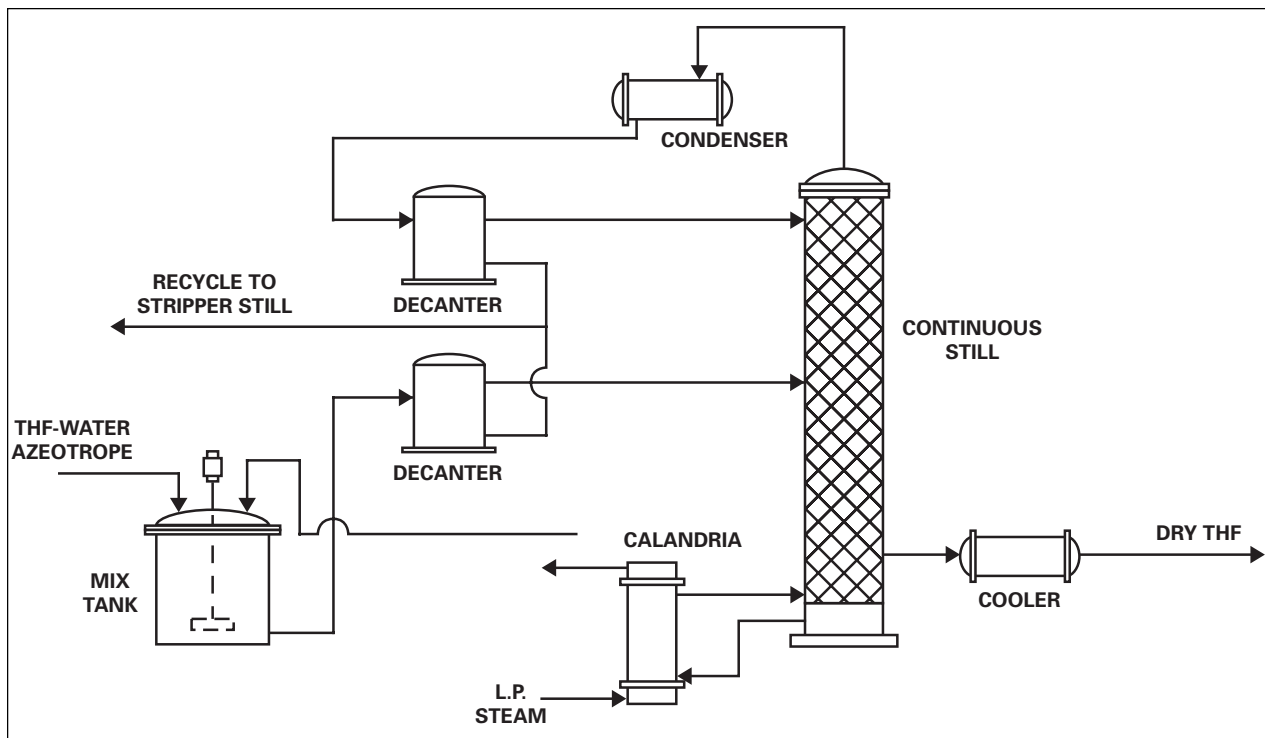 CONDENSER
RECYCLE TO
STRIPPER STILL
DECANTER
CONTINUOUS
STILL
THF-WATER
AZEOTROPE
DECANTER
MIX
TANK
CALANDRIA
DRY THF
COOLER
L.P.
STEAM